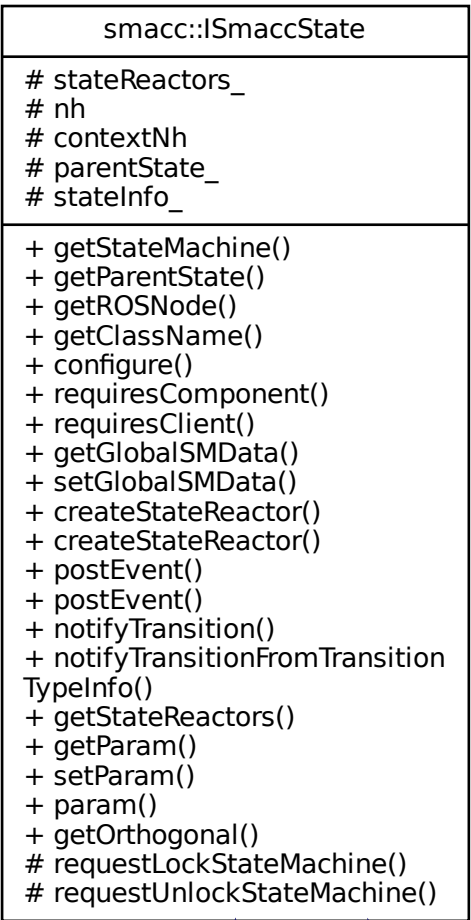 smacc::ISmaccState
# stateReactors_
# nh
# contextNh
# parentState_
# stateInfo_
+ getStateMachine()
+ getParentState()
+ getROSNode()
+ getClassName()
+ configure()
+ requiresComponent()
+ requiresClient()
+ getGlobalSMData()
+ setGlobalSMData()
+ createStateReactor()
+ createStateReactor()
+ postEvent()
+ postEvent()
+ notifyTransition()
+ notifyTransitionFromTransition
TypeInfo()
+ getStateReactors()
+ getParam()
+ setParam()
+ param()
+ getOrthogonal()
# requestLockStateMachine()
# requestUnlockStateMachine()